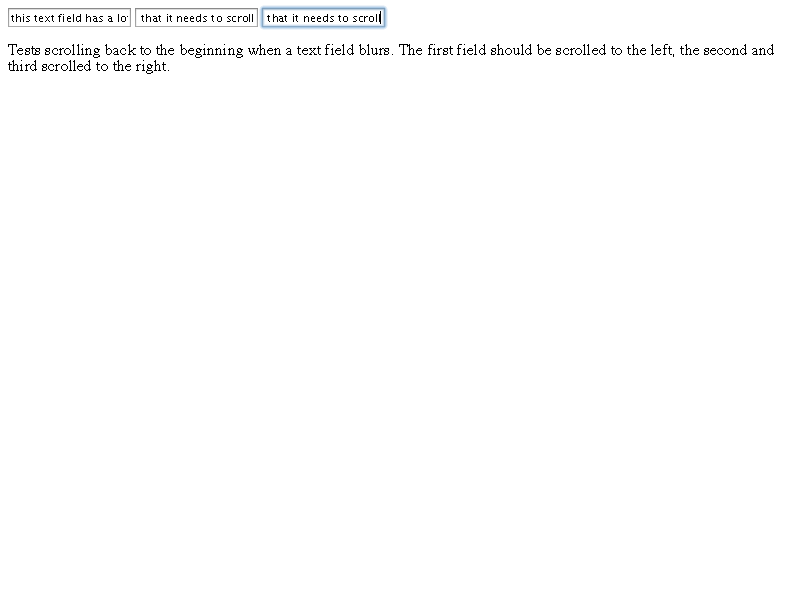 this text field has a lo that it needs to scroll that it needs to scroll
Tests scrolling back to the beginning when a text field blurs. The first field should be scrolled to the left, the second and
third scrolled to the right.